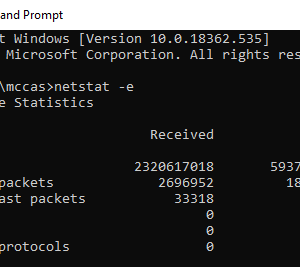 and Prompt
t Windows [Version 10.0.18362.535]
Microsoft Corporation. All rights res
\mccas>netstat -e
e Statistics
Received
2320617018 5937
packets 2696952 18
ast packets 33318
0
0
protocols 0